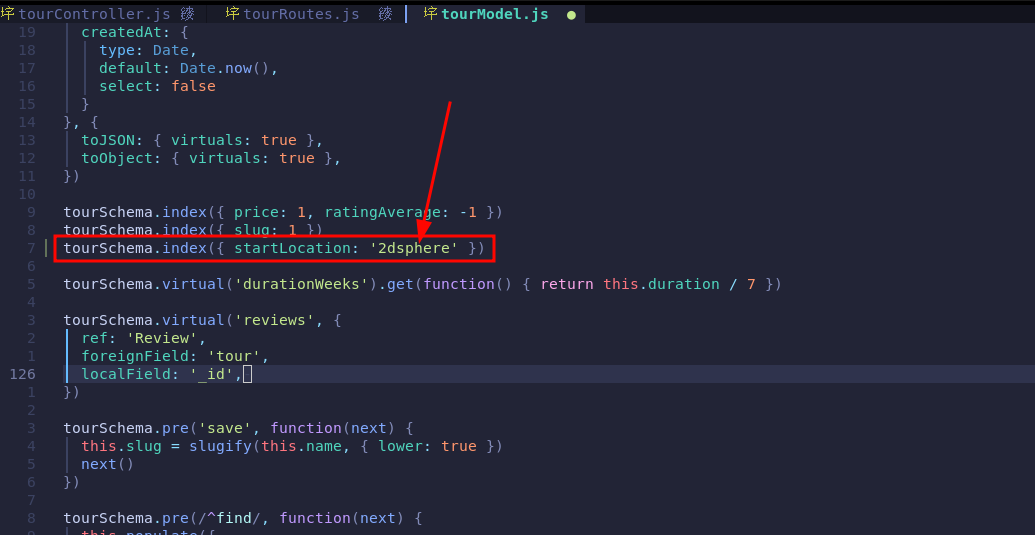 tourController.js tourRoutes.js tourModel.js
19 createdAt: {
18 type: Date,
17 default: Date.now(),
16 select: false
15 }
14 }, {
13 toJSON: { virtuals: true },
12 toObject: { virtuals: true },
11 })
10
9 tourSchema.index({ price: 1, ratingAverage: -1 })
8 tourSchema.index({ slug: 1 })
7 tourSchema.index({ startLocation: '2dsphere' })
6
5 tourSchema.virtual('durationWeeks').get(function() { return this.duration / 7 })
4
3 tourSchema.virtual('reviews', {
2 ref: 'Review',
1 foreignField: 'tour',
126 localField: '_id',
1 })
2
3 tourSchema.pre('save', function(next) {
4 this.slug = slugify(this.name, { lower: true })
5 next()
6 })
7
8 tourSchema.pre(/^find/, function(next) {
9 this.populate({